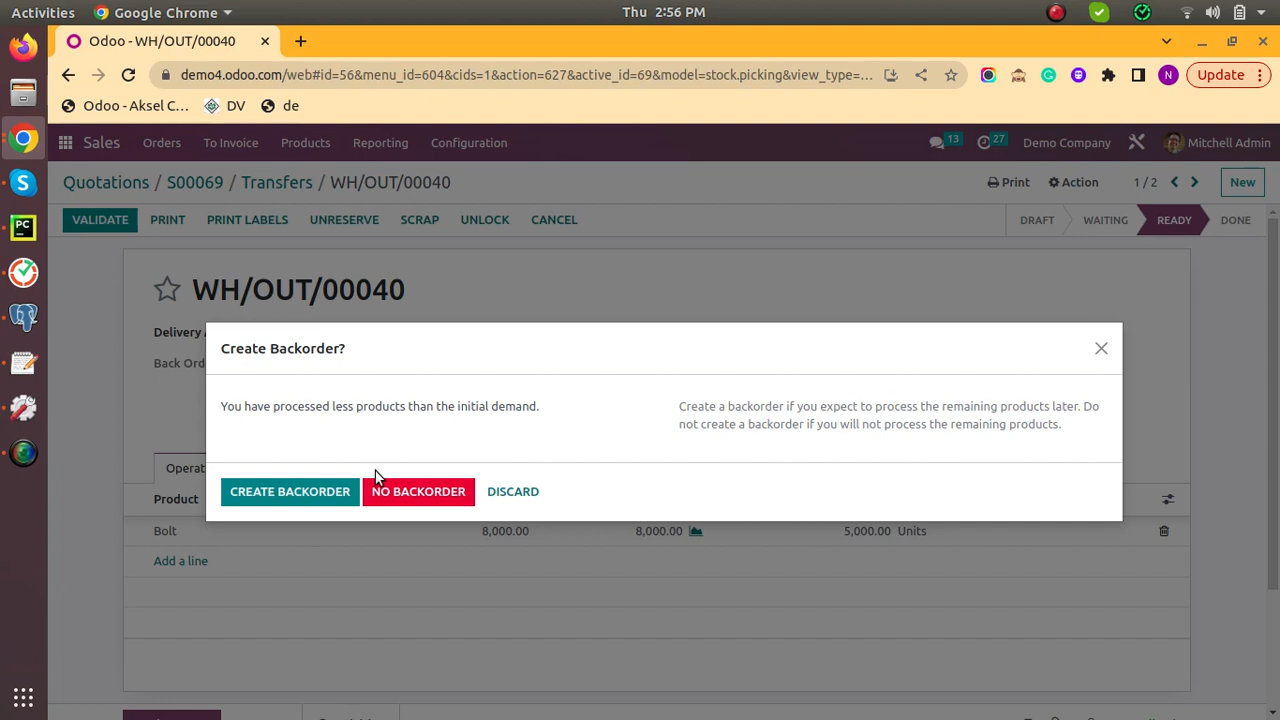 Activities
Google Chrome
Thu 2:56 PM
Odoo - WH/OUT/00040
demo4.odoo.com/web#id=56&menu_id=604&cids=1&action=627&active_id=69&model=stock.picking&view_type=...
N
Update
Odoo - Aksel C...
DV
de
Sales
Orders
To Invoice
Products
Reporting
Configuration
13
27
Demo Company
Mitchell Admin
Quotations / S00069 / Transfers / WH/OUT/00040
Print
Action
1 / 2
New
VALIDATE
PRINT
PRINT LABELS
UNRESERVE
SCRAP
UNLOCK
CANCEL
DRAFT
WAITING
READY
DONE
WH/OUT/00040
Delivery
Back Ord
Create Backorder?
You have processed less products than the initial demand.
Create a backorder if you expect to process the remaining products later. Do
not create a backorder if you will not process the remaining products.
CREATE BACKORDER
NO BACKORDER
DISCARD
Operat
Product
Bolt
8,000.00
8,000.00
5,000.00 Units
Add a line